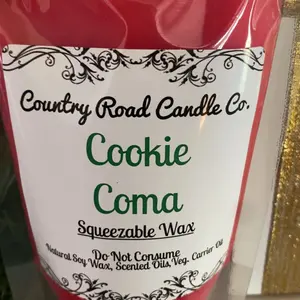 Country Road Candle Co.
Cookie
Coma
Squeezable Wax
Do Not Consume
Natural Soy Wax, Scented Oils, Veg. Carrier Oil